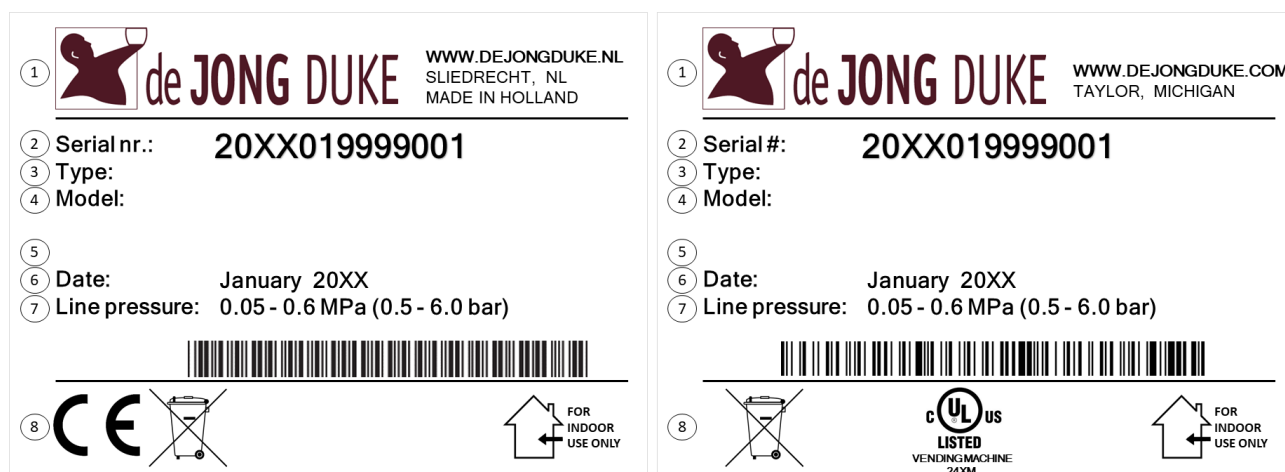 1
de JONG DUKE
WWW.DEJONGDUKE.NL
SLIEDRECHT, NL
MADE IN HOLLAND
2 Serial nr.: 20XX019999001
3 Type:
4 Model:
5
6 Date: January 20XX
7 Line pressure: 0.05 - 0.6 MPa (0.5 - 6.0 bar)
8
CE
FOR
INDOOR
USE ONLY
1
de JONG DUKE
WWW.DEJONGDUKE.COM
TAYLOR, MICHIGAN
2 Serial #: 20XX019999001
3 Type:
4 Model:
5
6 Date: January 20XX
7 Line pressure: 0.05 - 0.6 MPa (0.5 - 6.0 bar)
8
C UL US
®
LISTED
VENDING MACHINE
24XM
FOR
INDOOR
USE ONLY